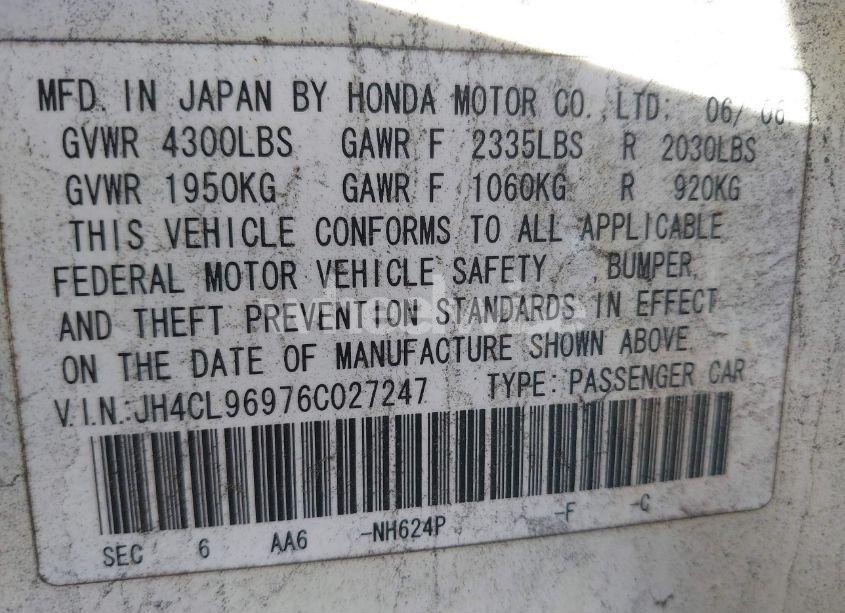 MFD. IN JAPAN BY HONDA MOTOR CO.,LTD. 06/ 06
GVWR 4300LBS GAWR F 2335LBS R 2030LBS
GVWR 1950KG GAWR F 1060KG R 920KG
THIS VEHICLE CONFORMS TO ALL APPLICABLE
FEDERAL MOTOR VEHICLE SAFETY BUMPER,
AND THEFT PREVENTION STANDARDS IN EFFECT
ON THE DATE OF MANUFACTURE SHOWN ABOVE.
V.I.N.:JH4CL96976C027247 TYPE:PASSENGER CAR
SEC 6 AA6 -NH624P -F -C